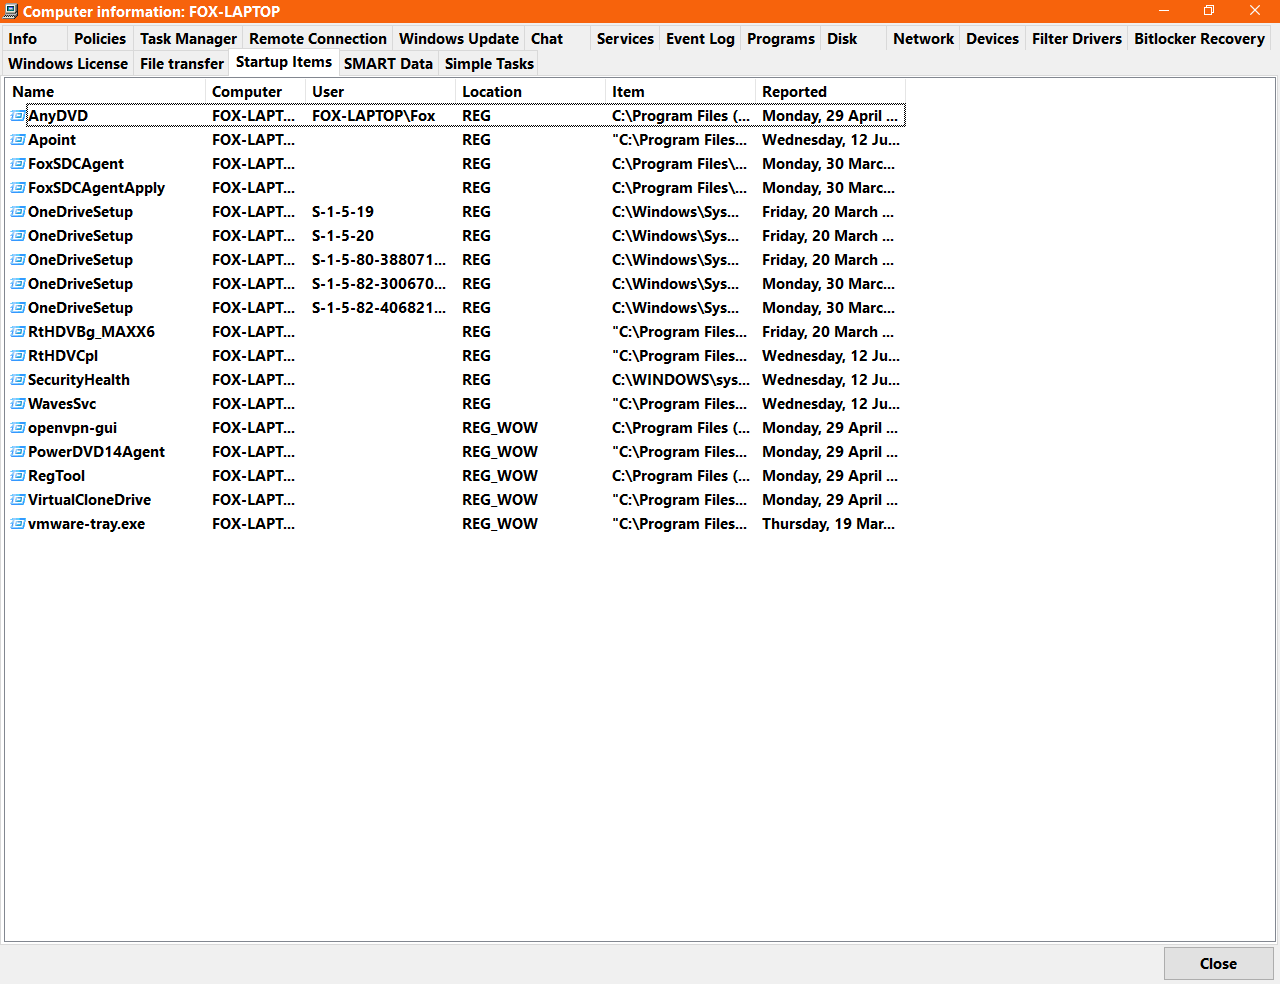 Computer information: FOX-LAPTOP
Info Policies Task Manager Remote Connection Windows Update Chat Services Event Log Programs Disk Network Devices Filter Drivers Bitlocker Recovery
Windows License File transfer Startup Items SMART Data Simple Tasks
Name Computer User Location Item Reported
AnyDVD FOX-LAPT... FOX-LAPTOP\Fox REG C:\Program Files (... Monday, 29 April ...
Apoint FOX-LAPT... REG "C:\Program Files... Wednesday, 12 Ju...
FoxSDCAgent FOX-LAPT... REG C:\Program Files\... Monday, 30 Marc...
FoxSDCAgentApply FOX-LAPT... REG C:\Program Files\... Monday, 30 Marc...
OneDriveSetup FOX-LAPT... S-1-5-19 REG C:\Windows\Sys... Friday, 20 March ...
OneDriveSetup FOX-LAPT... S-1-5-20 REG C:\Windows\Sys... Friday, 20 March ...
OneDriveSetup FOX-LAPT... S-1-5-80-388071... REG C:\Windows\Sys... Friday, 20 March ...
OneDriveSetup FOX-LAPT... S-1-5-82-300670... REG C:\Windows\Sys... Monday, 30 Marc...
OneDriveSetup FOX-LAPT... S-1-5-82-406821... REG C:\Windows\Sys... Monday, 30 Marc...
RtHDVBg_MAXX6 FOX-LAPT... REG "C:\Program Files... Friday, 20 March ...
RtHDVCpl FOX-LAPT... REG "C:\Program Files... Wednesday, 12 Ju...
SecurityHealth FOX-LAPT... REG C:\WINDOWS\sys... Wednesday, 12 Ju...
WavesSvc FOX-LAPT... REG "C:\Program Files... Wednesday, 12 Ju...
openvpn-gui FOX-LAPT... REG_WOW C:\Program Files (... Monday, 29 April ...
PowerDVD14Agent FOX-LAPT... REG_WOW "C:\Program Files... Monday, 29 April ...
RegTool FOX-LAPT... REG_WOW C:\Program Files (... Monday, 29 April ...
VirtualCloneDrive FOX-LAPT... REG_WOW "C:\Program Files... Monday, 29 April ...
vmware-tray.exe FOX-LAPT... REG_WOW "C:\Program Files... Thursday, 19 Mar...
Close